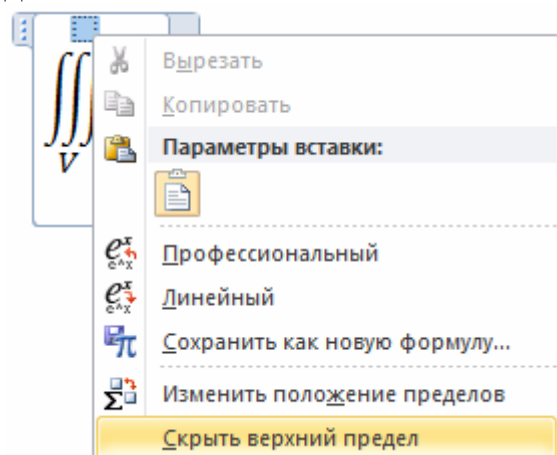 ∭
V
Вырезать
Копировать
Параметры вставки:
Профессиональный
Линейный
Сохранить как новую формулу...
Изменить положение пределов
Скрыть верхний предел